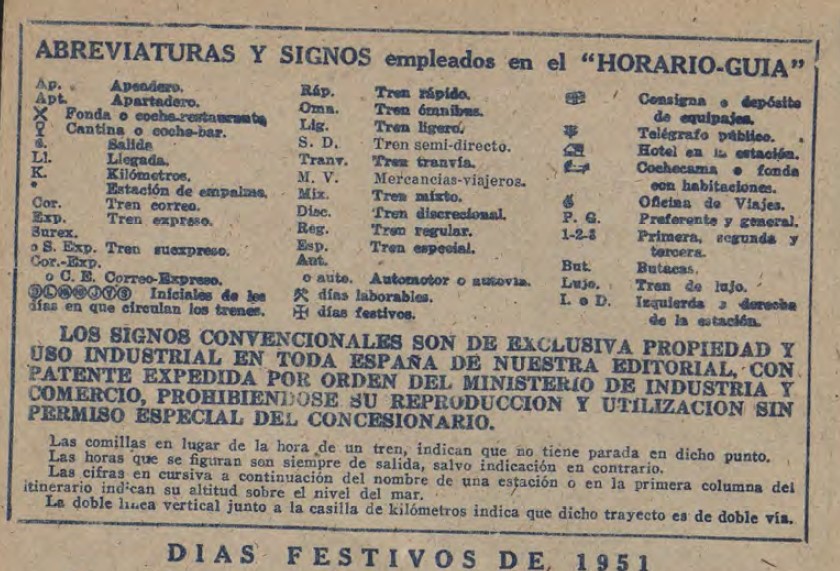 ABREVIATURAS Y SIGNOS empleados en el "HORARIO-GUIA"
Ap. Apeadero.
Apt. Apartadero.
Fonda o coche-restaurante
Cantina o coche-bar.
s. Salida
Ll. Llegada.
K. Kilómetros.
* Estación de empalme.
Cor. Tren correo.
Exp. Tren expreso.
Surex.
o S. Exp. Tren suexpreso.
Cor.-Exp.
o C. E. Correo-Expreso.
ⒹⓁⓂⓌⒿⓎⓈ Iniciales de los
días en que circulan los trenes.
Ráp. Tren rápido.
Omn. Tren ómnibus.
Lig. Tren ligero.
S. D. Tren semi-directo.
Tranv. Tren tranvía.
M. V. Mercancias-viajeros.
Mix. Tren mixto.
Disc. Tren discrecional.
Reg. Tren regular.
Esp. Tren especial.
Aut.
o auto. Automotor o autovía.
días laborables.
días festivos.
Consigna o depósito
de equipajes.
Telégrafo público.
Hotel en la estación.
Cochecama o fonda
con habitaciones.
Oficina de Viajes.
P. G. Preferente y general.
1-2-3 Primera, segunda y
tercera.
But. Butacas.
Lujo. Tren de lujo.
I. o D. Izquierda o derecha
de la estación.
LOS SIGNOS CONVENCIONALES SON DE EXCLUSIVA PROPIEDAD Y
USO INDUSTRIAL EN TODA ESPAÑA DE NUESTRA EDITORIAL, CON
PATENTE EXPEDIDA POR ORDEN DEL MINISTERIO DE INDUSTRIA Y
COMERCIO, PROHIBIENDOSE SU REPRODUCCION Y UTILIZACION SIN
PERMISO ESPECIAL DEL CONCESIONARIO.
Las comillas en lugar de la hora de un tren, indican que no tiene parada en dicho punto.
Las horas que se figuran son siempre de salida, salvo indicación en contrario.
Las cifras en cursiva a continuación del nombre de una estación o en la primera columna del
itinerario indican su altitud sobre el nivel del mar.
La doble línea vertical junto a la casilla de kilómetros indica que dicho trayecto es de doble vía.
DIAS FESTIVOS DE 1951